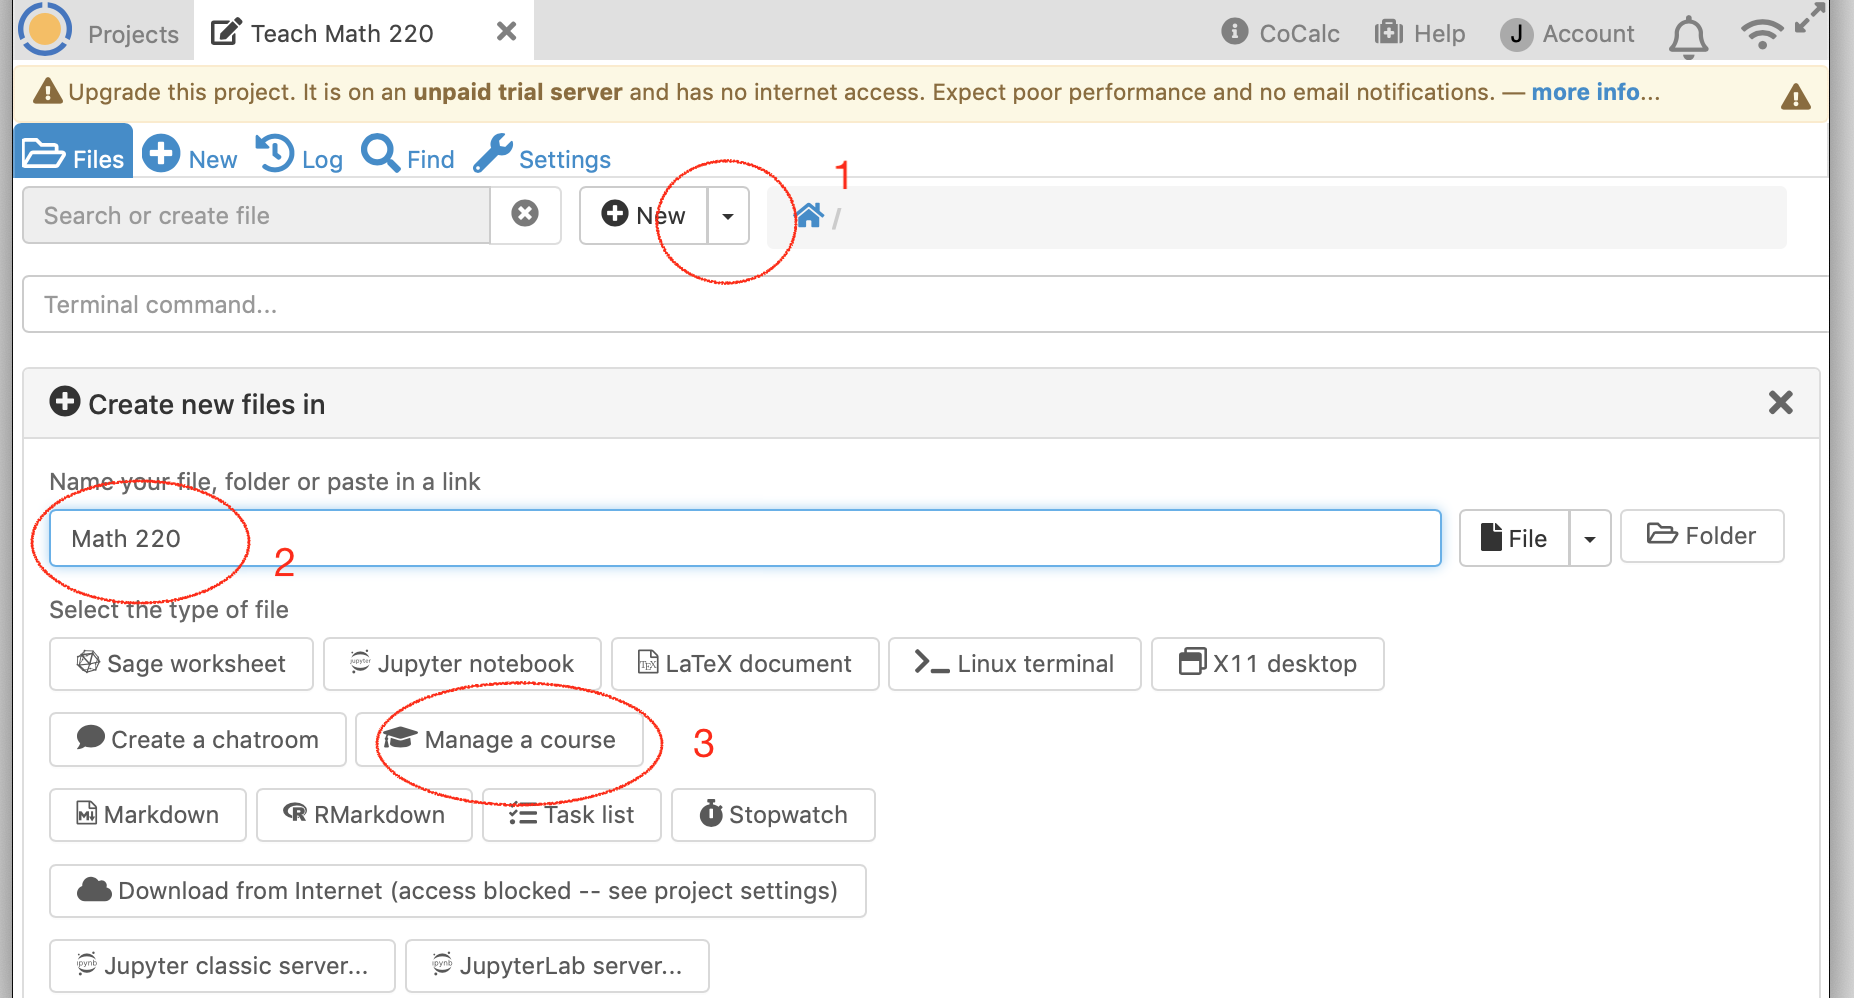 Projects
Teach Math 220
CoCalc
Help
J Account
Upgrade this project. It is on an unpaid trial server and has no internet access. Expect poor performance and no email notifications. — more info...
Files
New
Log
Find
Settings
1
Search or create file
New
/
Terminal command...
Create new files in
Name your file, folder or paste in a link
Math 220
2
File
Folder
Select the type of file
Sage worksheet
Jupyter notebook
LaTeX document
Linux terminal
X11 desktop
Create a chatroom
Manage a course
3
Markdown
RMarkdown
Task list
Stopwatch
Download from Internet (access blocked -- see project settings)
Jupyter classic server...
JupyterLab server...